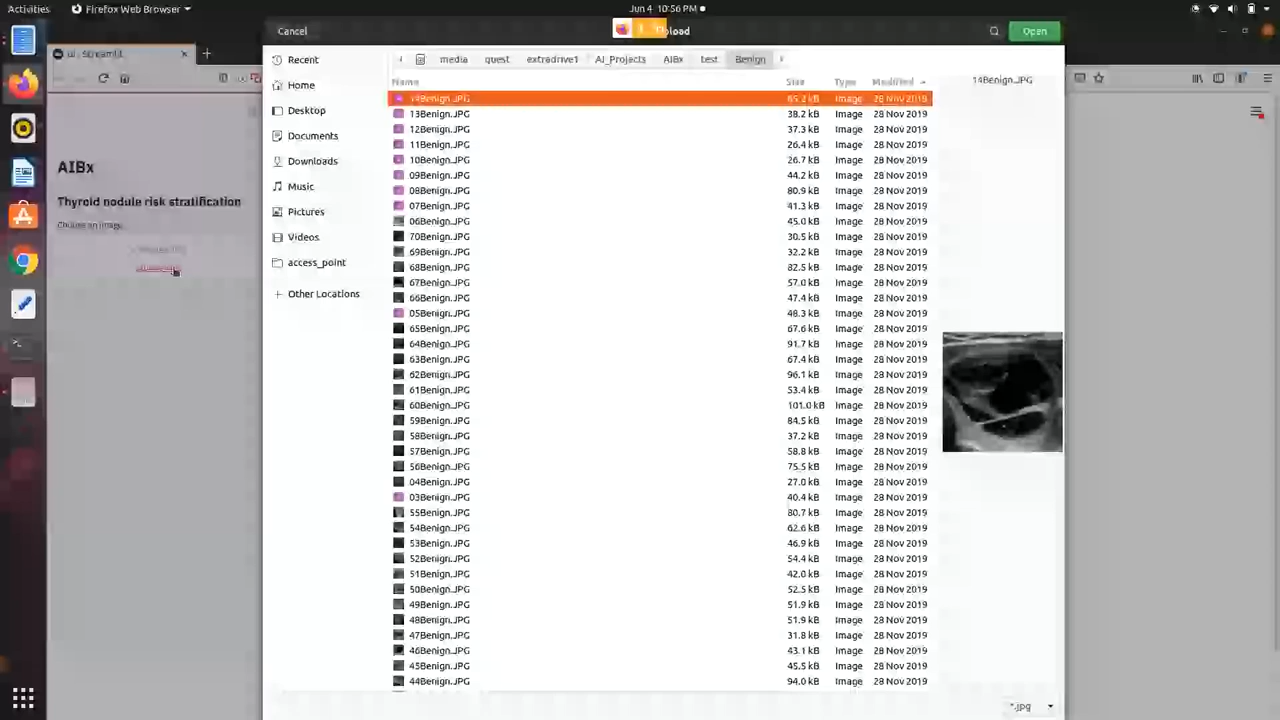 Activities
Firefox Web Browser
Jun 4 10:56 PM
Streamlit
AIBx
Thyroid nodule risk stratification
Choose an image
Cancel
Open
Recent
Home
Desktop
Documents
Downloads
Music
Pictures
Videos
access_point
Other Locations
media quest extradrive1 AI_Projects AIBx test Benign
Name Size Type Modified
14Benign.JPG 65.2 kB Image 28 Nov 2019
13Benign.JPG 38.2 kB Image 28 Nov 2019
12Benign.JPG 37.3 kB Image 28 Nov 2019
11Benign.JPG 26.4 kB Image 28 Nov 2019
10Benign.JPG 26.7 kB Image 28 Nov 2019
09Benign.JPG 44.2 kB Image 28 Nov 2019
08Benign.JPG 80.9 kB Image 28 Nov 2019
07Benign.JPG 41.3 kB Image 28 Nov 2019
06Benign.JPG 45.0 kB Image 28 Nov 2019
70Benign.JPG 30.5 kB Image 28 Nov 2019
69Benign.JPG 32.2 kB Image 28 Nov 2019
68Benign.JPG 82.5 kB Image 28 Nov 2019
67Benign.JPG 57.0 kB Image 28 Nov 2019
66Benign.JPG 47.4 kB Image 28 Nov 2019
05Benign.JPG 48.3 kB Image 28 Nov 2019
65Benign.JPG 67.6 kB Image 28 Nov 2019
64Benign.JPG 91.7 kB Image 28 Nov 2019
63Benign.JPG 67.4 kB Image 28 Nov 2019
62Benign.JPG 96.1 kB Image 28 Nov 2019
61Benign.JPG 53.4 kB Image 28 Nov 2019
60Benign.JPG 101.0 kB Image 28 Nov 2019
59Benign.JPG 84.5 kB Image 28 Nov 2019
58Benign.JPG 37.2 kB Image 28 Nov 2019
57Benign.JPG 58.8 kB Image 28 Nov 2019
56Benign.JPG 75.5 kB Image 28 Nov 2019
04Benign.JPG 27.0 kB Image 28 Nov 2019
03Benign.JPG 40.4 kB Image 28 Nov 2019
55Benign.JPG 80.7 kB Image 28 Nov 2019
54Benign.JPG 62.6 kB Image 28 Nov 2019
53Benign.JPG 46.9 kB Image 28 Nov 2019
52Benign.JPG 54.4 kB Image 28 Nov 2019
51Benign.JPG 42.0 kB Image 28 Nov 2019
50Benign.JPG 52.5 kB Image 28 Nov 2019
49Benign.JPG 51.9 kB Image 28 Nov 2019
48Benign.JPG 51.9 kB Image 28 Nov 2019
47Benign.JPG 31.8 kB Image 28 Nov 2019
46Benign.JPG 43.1 kB Image 28 Nov 2019
45Benign.JPG 45.5 kB Image 28 Nov 2019
44Benign.JPG 94.0 kB Image 28 Nov 2019
14Benign.JPG
*.jpg